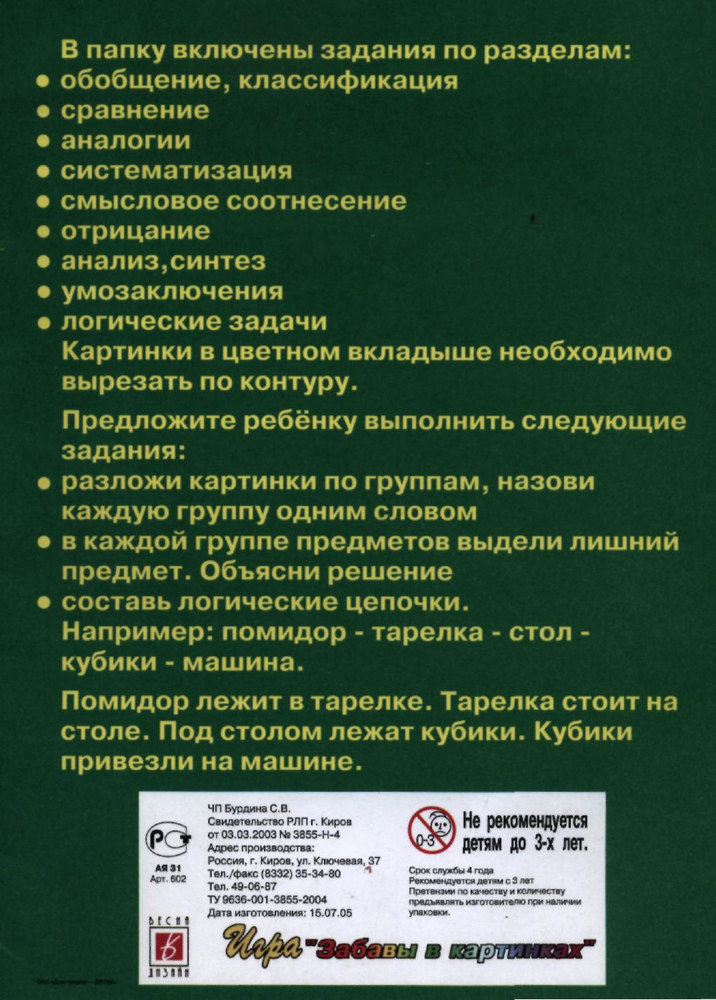 В папку включены задания по разделам:
• обобщение, классификация
• сравнение
• аналогии
• систематизация
• смысловое соотнесение
• отрицание
• анализ,синтез
• умозаключения
• логические задачи
Картинки в цветном вкладыше необходимо
вырезать по контуру.
Предложите ребёнку выполнить следующие
задания:
• разложи картинки по группам, назови
каждую группу одним словом
• в каждой группе предметов выдели лишний
предмет. Объясни решение
• составь логические цепочки.
Например: помидор - тарелка - стол -
кубики - машина.
Помидор лежит в тарелке. Тарелка стоит на
столе. Под столом лежат кубики. Кубики
привезли на машине.
РСТ
АЯ 31
Арт. 602
ЧП Бурдина С.В.
Свидетельство РЛП г. Киров
от 03.03.2003 № 3855-Н-4
Адрес производства:
Россия, г. Киров, ул. Ключевая, 37
Тел./факс (8332) 35-34-80
Тел. 49-06-87
ТУ 9636-001-3855-2004
Дата изготовления: 15.07.05
0-3
Не рекомендуется
детям до 3-х лет.
Срок службы 4 года
Рекомендуется детям с 3 лет
Претензии по качеству и количеству
предъявлять изготовителю при наличии
упаковки.
ВЕСНА
ДИЗАЙН
Игра "Забавы в картинках"